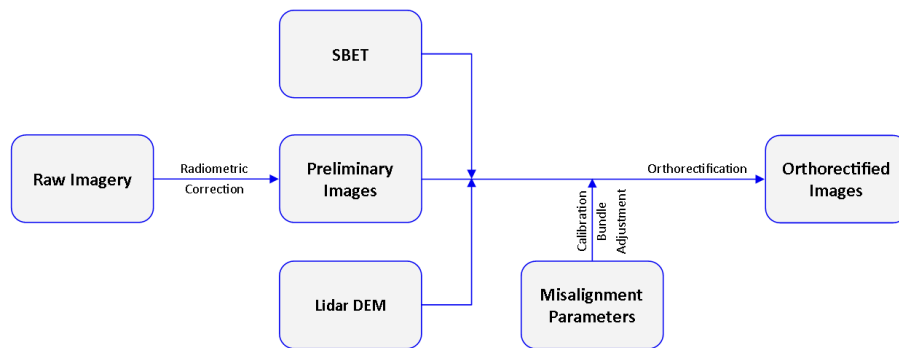 SBET
Raw Imagery
Radiometric
Correction
Preliminary
Images
Orthorectification
Orthorectified
Images
Lidar DEM
Calibration
Bundle
Adjustment
Misalignment
Parameters